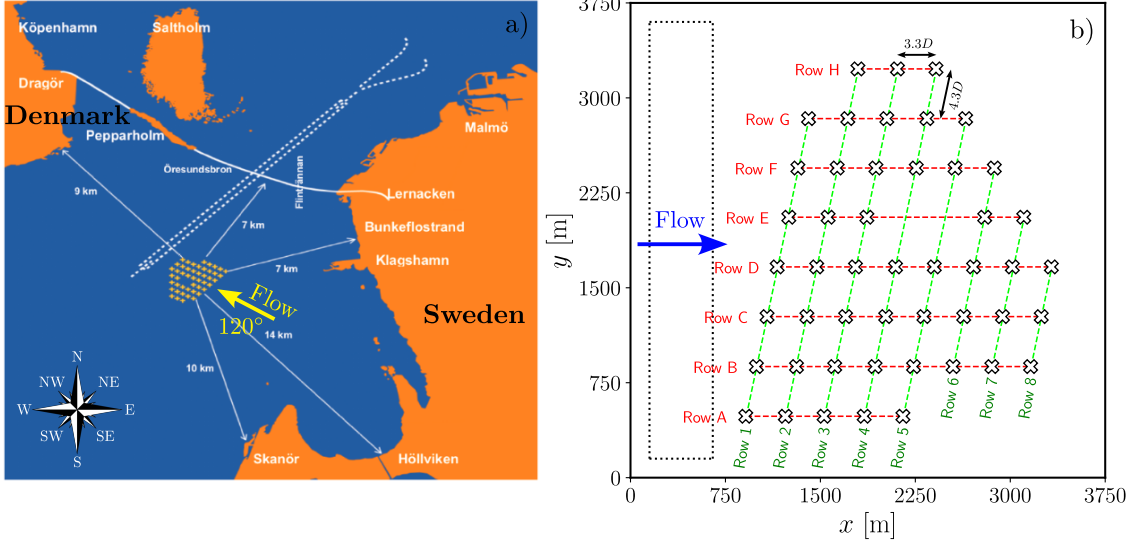 a)
Köpenhamn
Saltholm
Dragör
Denmark
Pepparholm
Malmö
Öresundsbron
Flintrännan
9 km
7 km
Lernacken
Bunkeflostrand
7 km
Klagshamn
Flow
120°
Sweden
14 km
10 km
N
NW NE
W E
SW SE
S
Skanör
Höllviken
b)
3750
3000
2250
1500
750
0
y [m]
3.3D
4.3D
Row H
Row G
Row F
Row E
Flow
Row D
Row C
Row B
Row A
Row 1
Row 2
Row 3
Row 4
Row 5
Row 6
Row 7
Row 8
0 750 1500 2250 3000 3750
x [m]